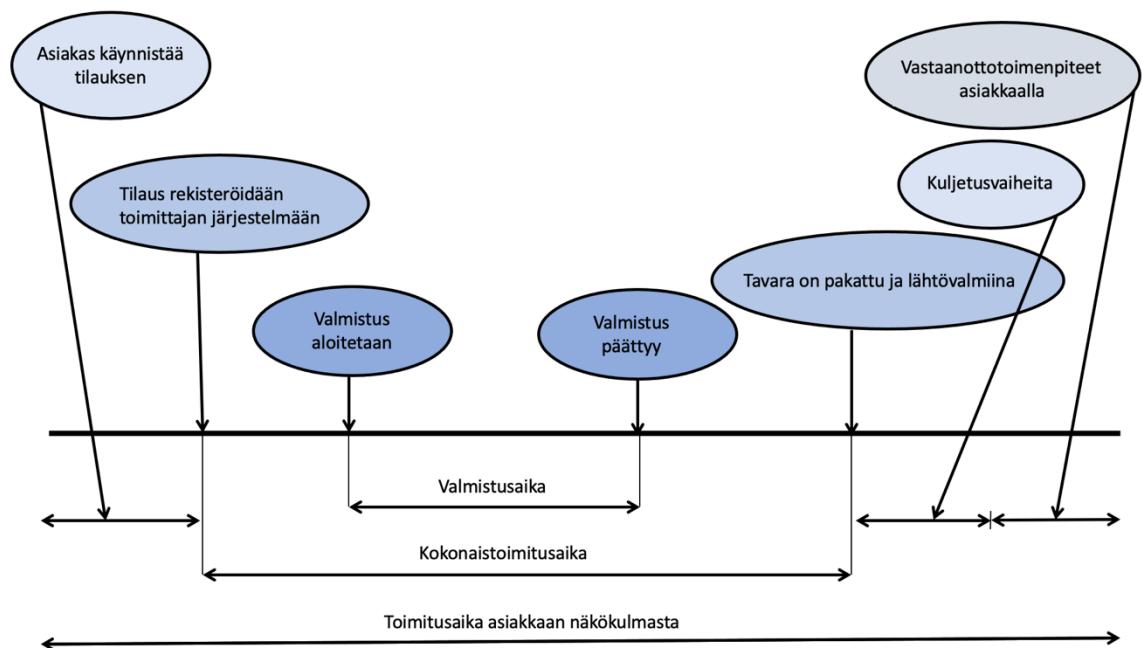 Asiakas käynnistää
tilauksen
Vastaanottotoimenpiteet
asiakkaalla
Kuljetusvaiheita
Tilaus rekisteröidään
toimittajan järjestelmään
Tavara on pakattu ja lähtövalmiina
Valmistus
aloitetaan
Valmistus
päättyy
Valmistusaika
Kokonaistoimitusaika
Toimitusaika asiakkaan näkökulmasta